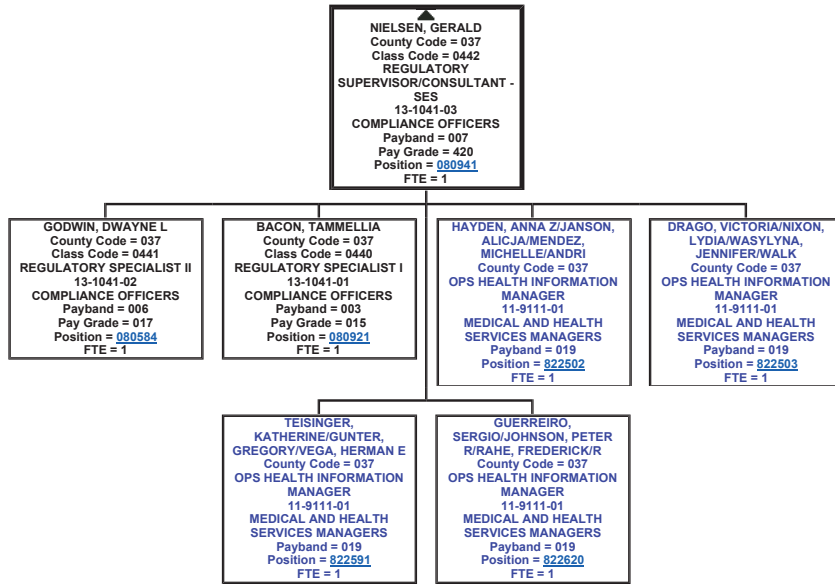 NIELSEN, GERALD
County Code = 037
Class Code = 0442
REGULATORY
SUPERVISOR/CONSULTANT -
SES
13-1041-03
COMPLIANCE OFFICERS
Payband = 007
Pay Grade = 420
Position = 080941
FTE = 1
GODWIN, DWAYNE L
County Code = 037
Class Code = 0441
REGULATORY SPECIALIST II
13-1041-02
COMPLIANCE OFFICERS
Payband = 006
Pay Grade = 017
Position = 080584
FTE = 1
BACON, TAMMELLIA
County Code = 037
Class Code = 0440
REGULATORY SPECIALIST I
13-1041-01
COMPLIANCE OFFICERS
Payband = 003
Pay Grade = 015
Position = 080921
FTE = 1
HAYDEN, ANNA Z/JANSON,
ALICJA/MENDEZ,
MICHELLE/ANDRI
County Code = 037
OPS HEALTH INFORMATION
MANAGER
11-9111-01
MEDICAL AND HEALTH
SERVICES MANAGERS
Payband = 019
Position = 822502
FTE = 1
DRAGO, VICTORIA/NIXON,
LYDIA/WASYLYNA,
JENNIFER/WALK
County Code = 037
OPS HEALTH INFORMATION
MANAGER
11-9111-01
MEDICAL AND HEALTH
SERVICES MANAGERS
Payband = 019
Position = 822503
FTE = 1
TEISINGER,
KATHERINE/GUNTER,
GREGORY/VEGA, HERMAN E
County Code = 037
OPS HEALTH INFORMATION
MANAGER
11-9111-01
MEDICAL AND HEALTH
SERVICES MANAGERS
Payband = 019
Position = 822591
FTE = 1
GUERREIRO,
SERGIO/JOHNSON, PETER
R/RAHE, FREDERICK/R
County Code = 037
OPS HEALTH INFORMATION
MANAGER
11-9111-01
MEDICAL AND HEALTH
SERVICES MANAGERS
Payband = 019
Position = 822620
FTE = 1